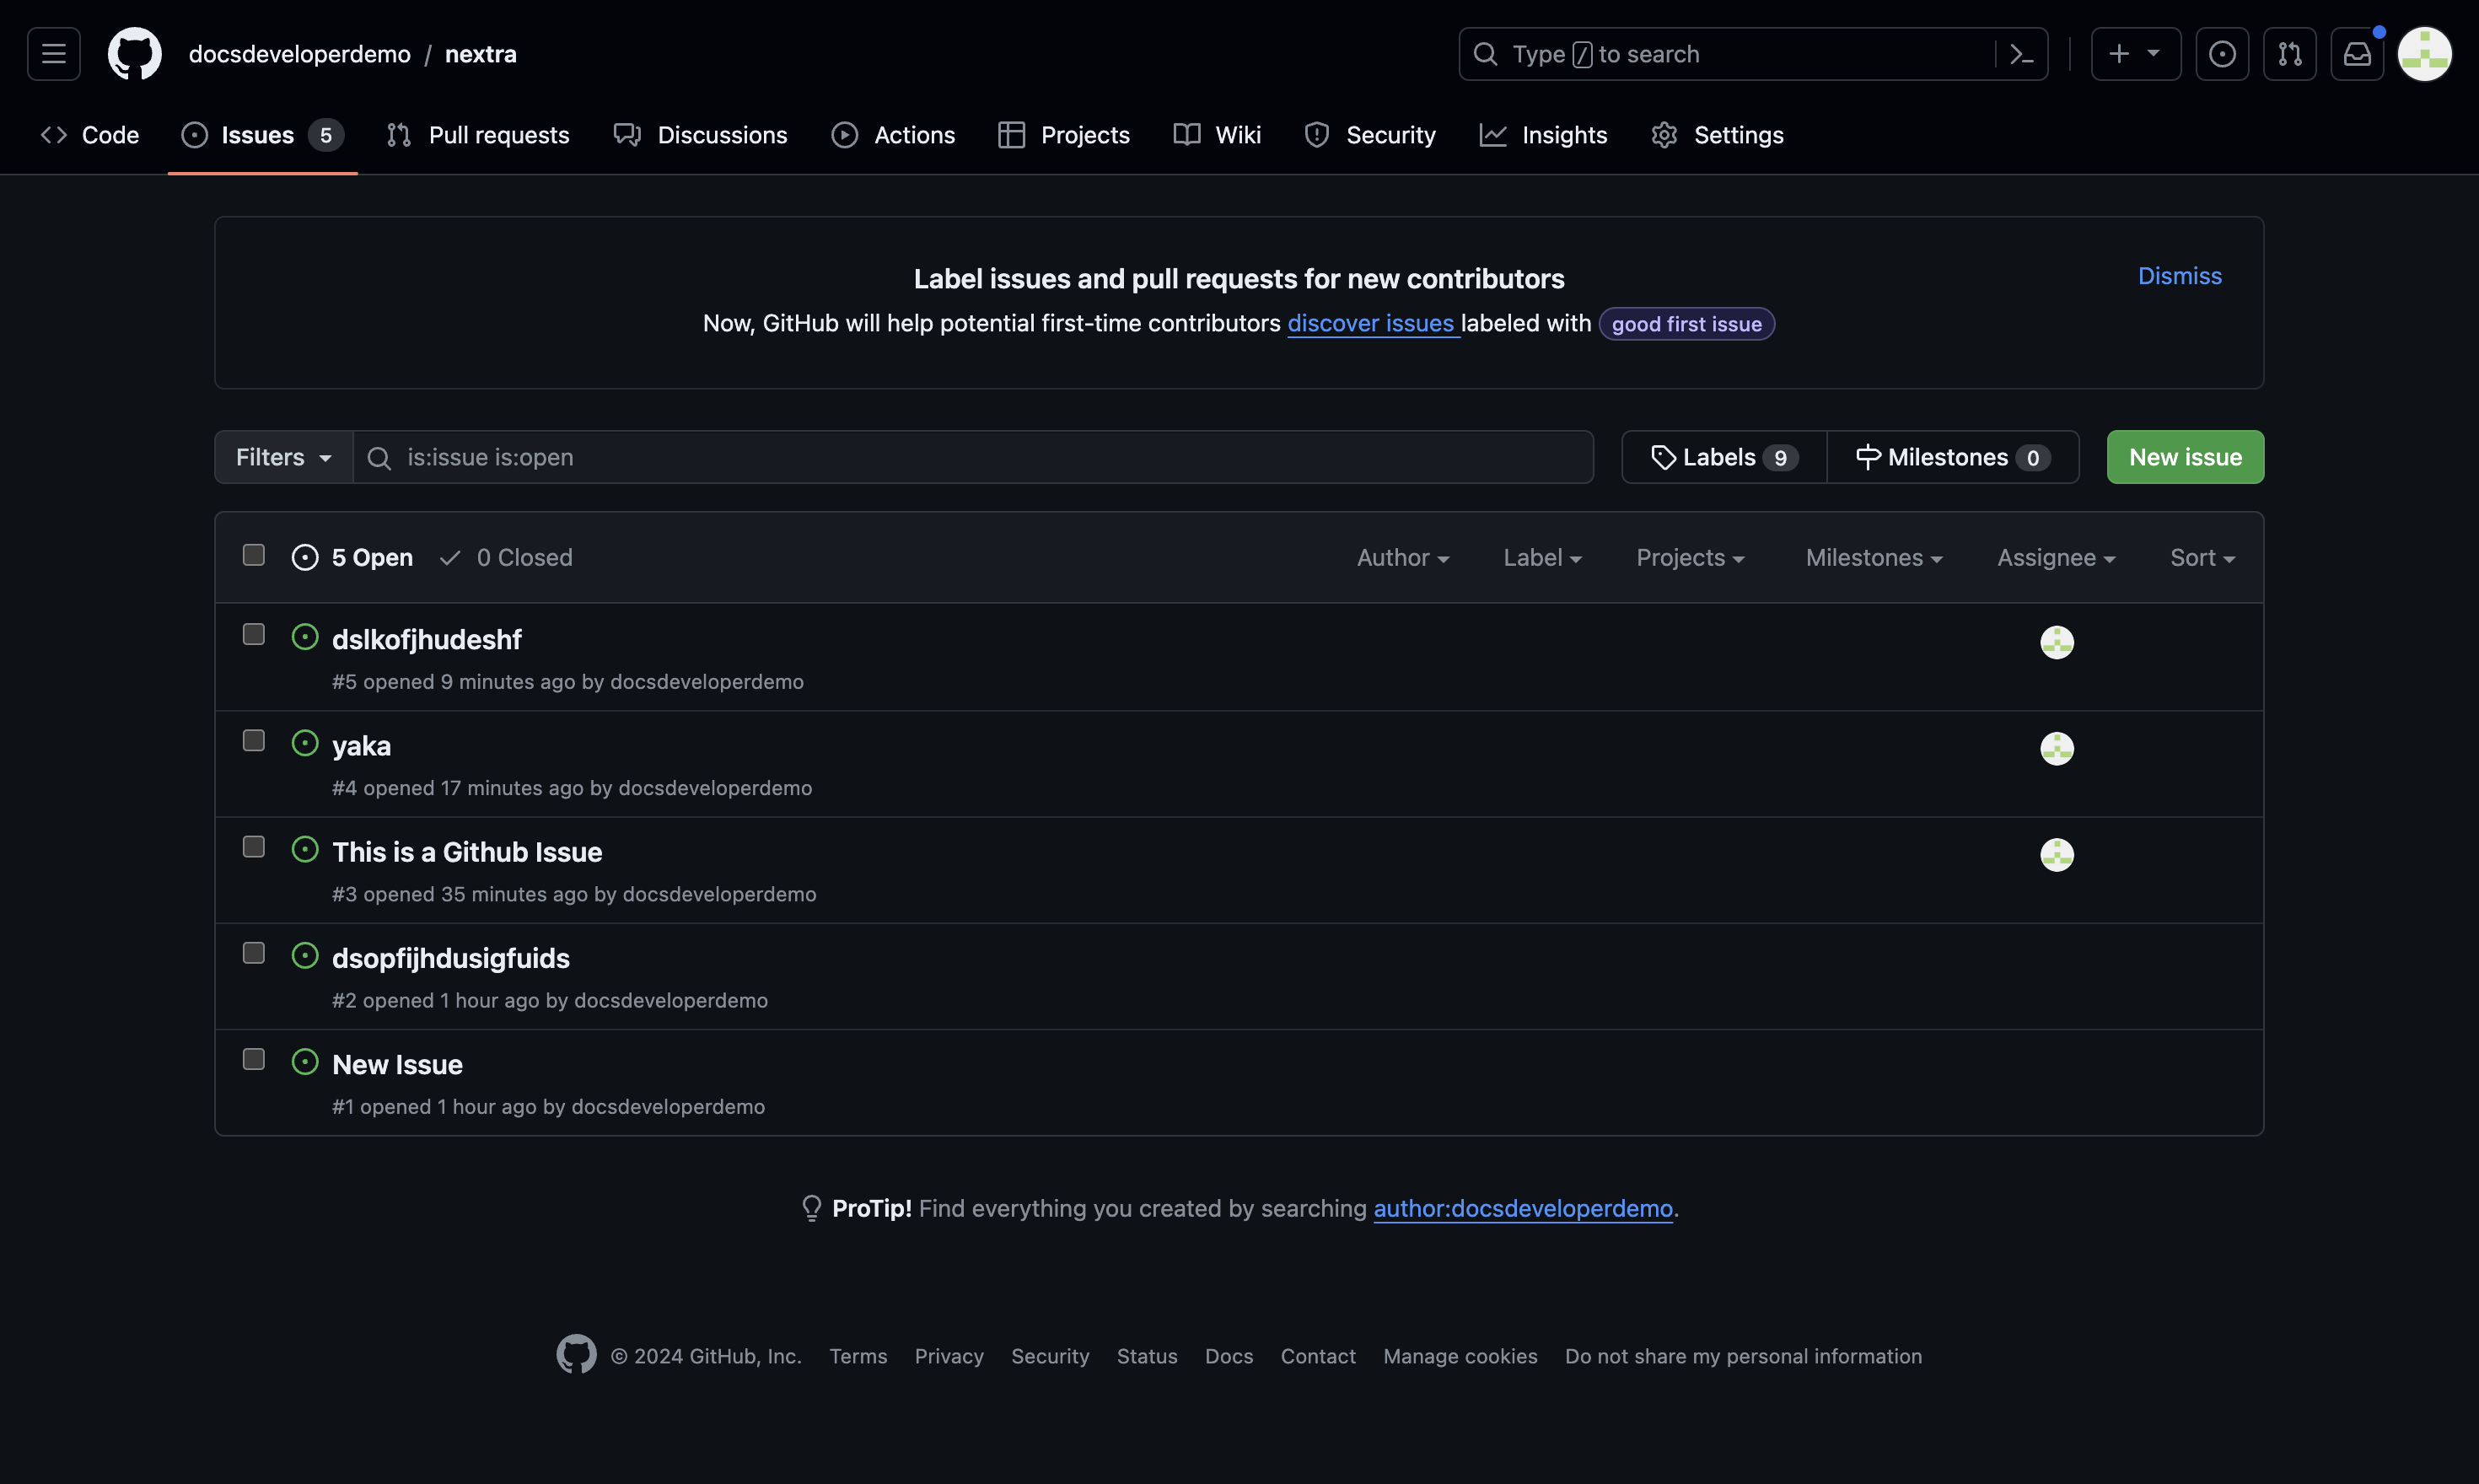 docsdeveloperdemo / nextra
Type / to search
Code
Issues 5
Pull requests
Discussions
Actions
Projects
Wiki
Security
Insights
Settings
Label issues and pull requests for new contributors
Dismiss
Now, GitHub will help potential first-time contributors discover issues labeled with good first issue
Filters
is:issue is:open
Labels 9
Milestones 0
New issue
5 Open
0 Closed
Author
Label
Projects
Milestones
Assignee
Sort
dslkofjhudeshf
#5 opened 9 minutes ago by docsdeveloperdemo
yaka
#4 opened 17 minutes ago by docsdeveloperdemo
This is a Github Issue
#3 opened 35 minutes ago by docsdeveloperdemo
dsopfijhdusigfuids
#2 opened 1 hour ago by docsdeveloperdemo
New Issue
#1 opened 1 hour ago by docsdeveloperdemo
ProTip! Find everything you created by searching author:docsdeveloperdemo.
© 2024 GitHub, Inc.
Terms
Privacy
Security
Status
Docs
Contact
Manage cookies
Do not share my personal information